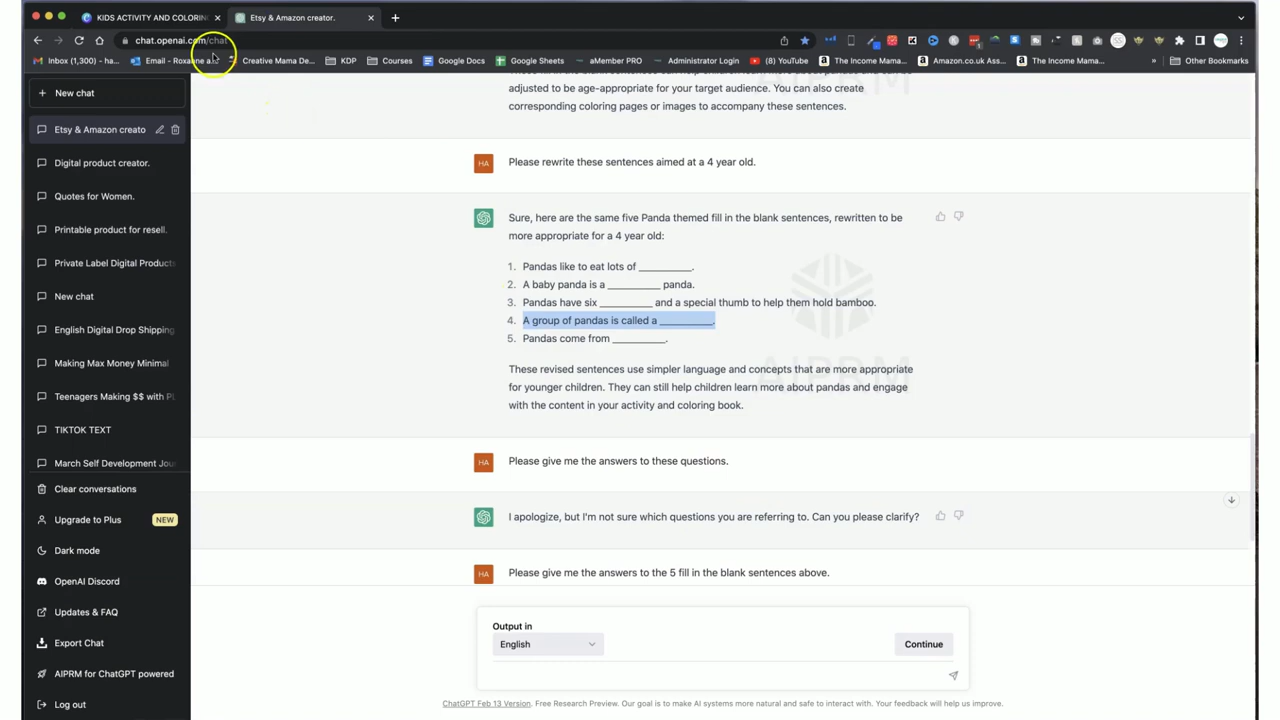 KIDS ACTIVITY AND COLORIN
Etsy & Amazon creator.
chat.openai.com/chat
Inbox (1,300) - ha...
Email - Roxanne a...
Creative Mama De...
KDP
Courses
Google Docs
Google Sheets
aMember PRO
Administrator Login
(8) YouTube
The Income Mama...
Amazon.co.uk Ass...
The Income Mama...
»
Other Bookmarks
New chat
Etsy & Amazon creato
Digital product creator.
Quotes for Women.
Printable product for resell.
Private Label Digital Products
New chat
English Digital Drop Shipping
Making Max Money Minimal
Teenagers Making $$ with PL
TIKTOK TEXT
March Self Development Jou
Clear conversations
Upgrade to Plus
NEW
Dark mode
OpenAI Discord
Updates & FAQ
Export Chat
AIPRM for ChatGPT powered
Log out
adjusted to be age-appropriate for your target audience. You can also create
corresponding coloring pages or images to accompany these sentences.
HA
Please rewrite these sentences aimed at a 4 year old.
Sure, here are the same five Panda themed fill in the blank sentences, rewritten to be
more appropriate for a 4 year old:
1. Pandas like to eat lots of __________.
2. A baby panda is a __________ panda.
3. Pandas have six __________ and a special thumb to help them hold bamboo.
4. A group of pandas is called a __________.
5. Pandas come from __________.
These revised sentences use simpler language and concepts that are more appropriate
for younger children. They can still help children learn more about pandas and engage
with the content in your activity and coloring book.
AIPRM
HA
Please give me the answers to these questions.
I apologize, but I'm not sure which questions you are referring to. Can you please clarify?
HA
Please give me the answers to the 5 fill in the blank sentences above.
Output in
English
Continue
ChatGPT Feb 13 Version. Free Research Preview. Our goal is to make AI systems more natural and safe to interact with. Your feedback will help us improve.